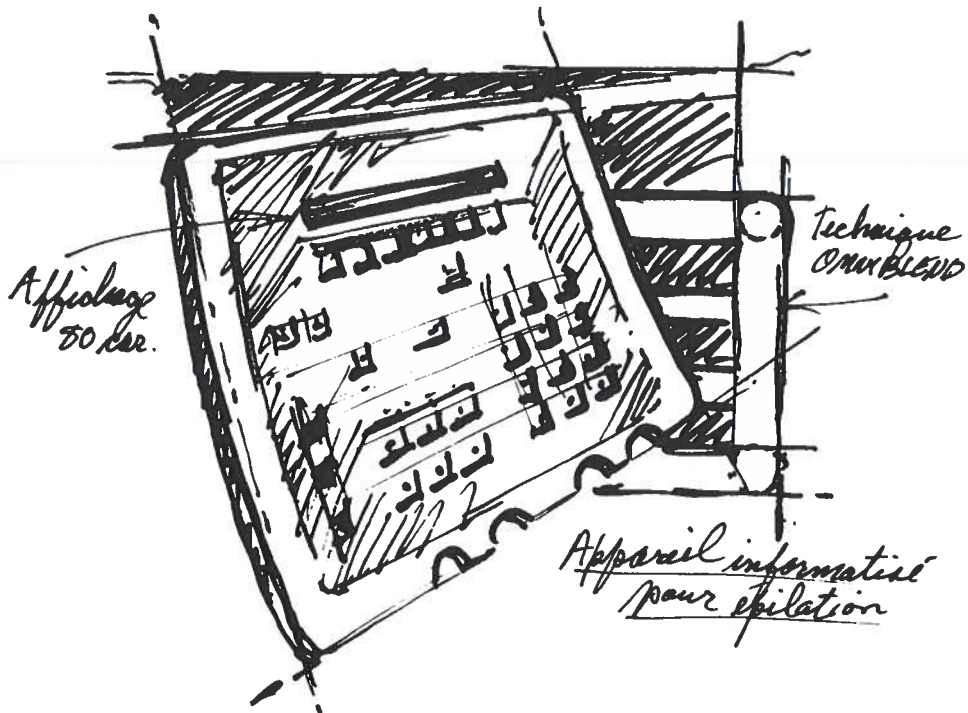 Affichage
80 car.
Technique
OMNIBLEND
Appareil informatisé
pour épilation